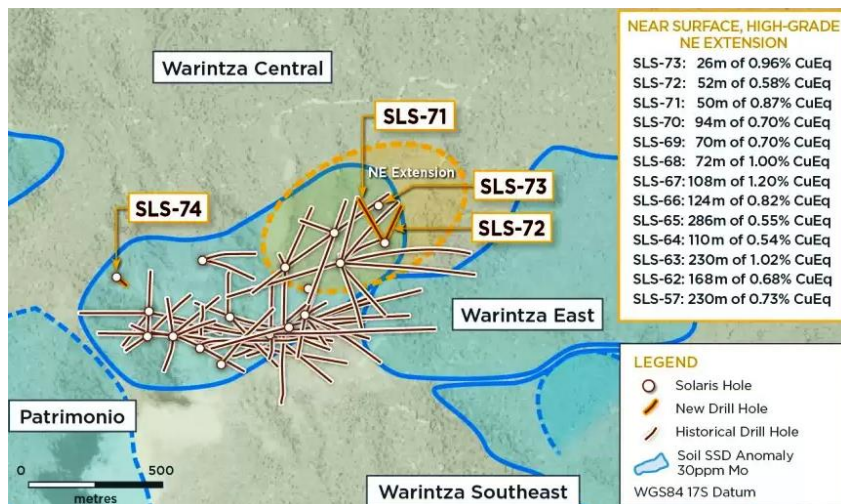 Warintza Central
SLS-71
NE Extension
SLS-73
SLS-74
SLS-72
Warintza East
Patrimonio
0 500
metres
Warintza Southeast
NEAR SURFACE, HIGH-GRADE
NE EXTENSION
SLS-73: 26m of 0.96% CuEq
SLS-72: 52m of 0.58% CuEq
SLS-71: 50m of 0.87% CuEq
SLS-70: 94m of 0.70% CuEq
SLS-69: 70m of 0.70% CuEq
SLS-68: 72m of 1.00% CuEq
SLS-67: 108m of 1.20% CuEq
SLS-66: 124m of 0.82% CuEq
SLS-65: 286m of 0.55% CuEq
SLS-64: 110m of 0.54% CuEq
SLS-63: 230m of 1.02% CuEq
SLS-62: 168m of 0.68% CuEq
SLS-57: 230m of 0.73% CuEq
LEGEND
Solaris Hole
New Drill Hole
Historical Drill Hole
Soil SSD Anomaly
30ppm Mo
WGS84 17S Datum